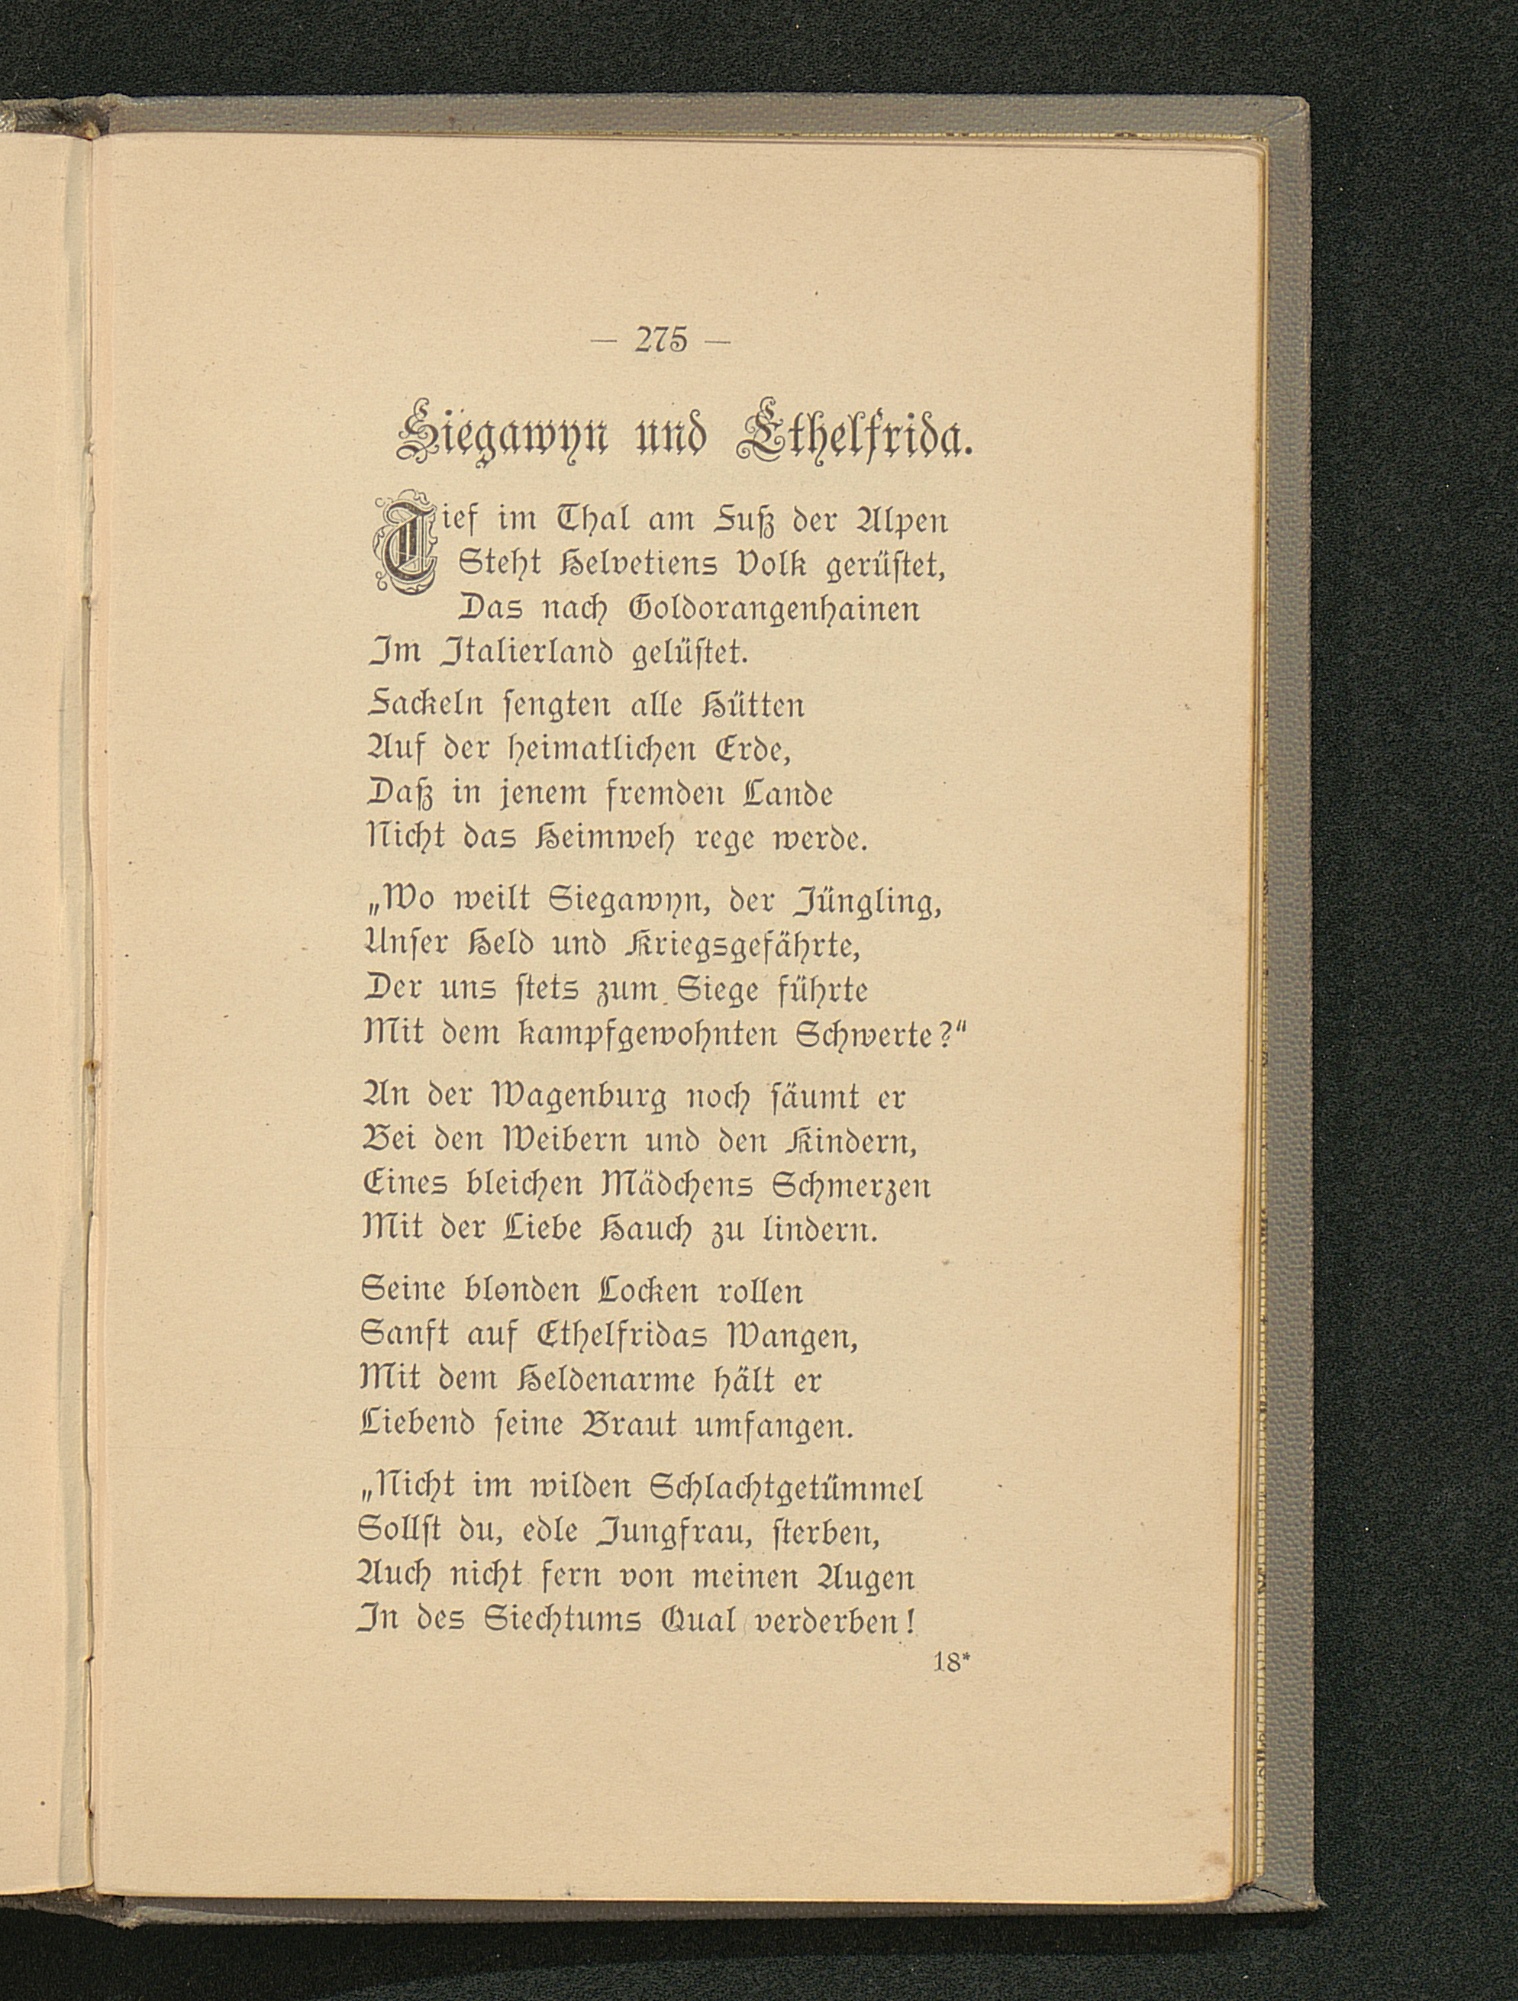 — 275 —
Siegawyn und Ethelfrida.
Tief im Thal am Fuß der Alpen
Steht Helvetiens Volk gerüſtet,
Das nach Goldorangenhainen
Im Italierland gelüſtet.
Fackeln ſengten alle Hütten
Auf der heimatlichen Erde,
Daß in jenem fremden Lande
Nicht das Heimweh rege werde.
„Wo weilt Siegawyn, der Jüngling,
Unſer Held und Kriegsgefährte,
Der uns ſtets zum Siege führte
Mit dem kampfgewohnten Schwerte?“
An der Wagenburg noch ſäumt er
Bei den Weibern und den Kindern,
Eines bleichen Mädchens Schmerzen
Mit der Liebe Hauch zu lindern.
Seine blonden Locken rollen
Sanft auf Ethelfridas Wangen,
Mit dem Heldenarme hält er
Liebend ſeine Braut umfangen.
„Nicht im wilden Schlachtgetümmel
Sollſt du, edle Jungfrau, ſterben,
Auch nicht fern von meinen Augen
In des Siechtums Qual verderben!
18*